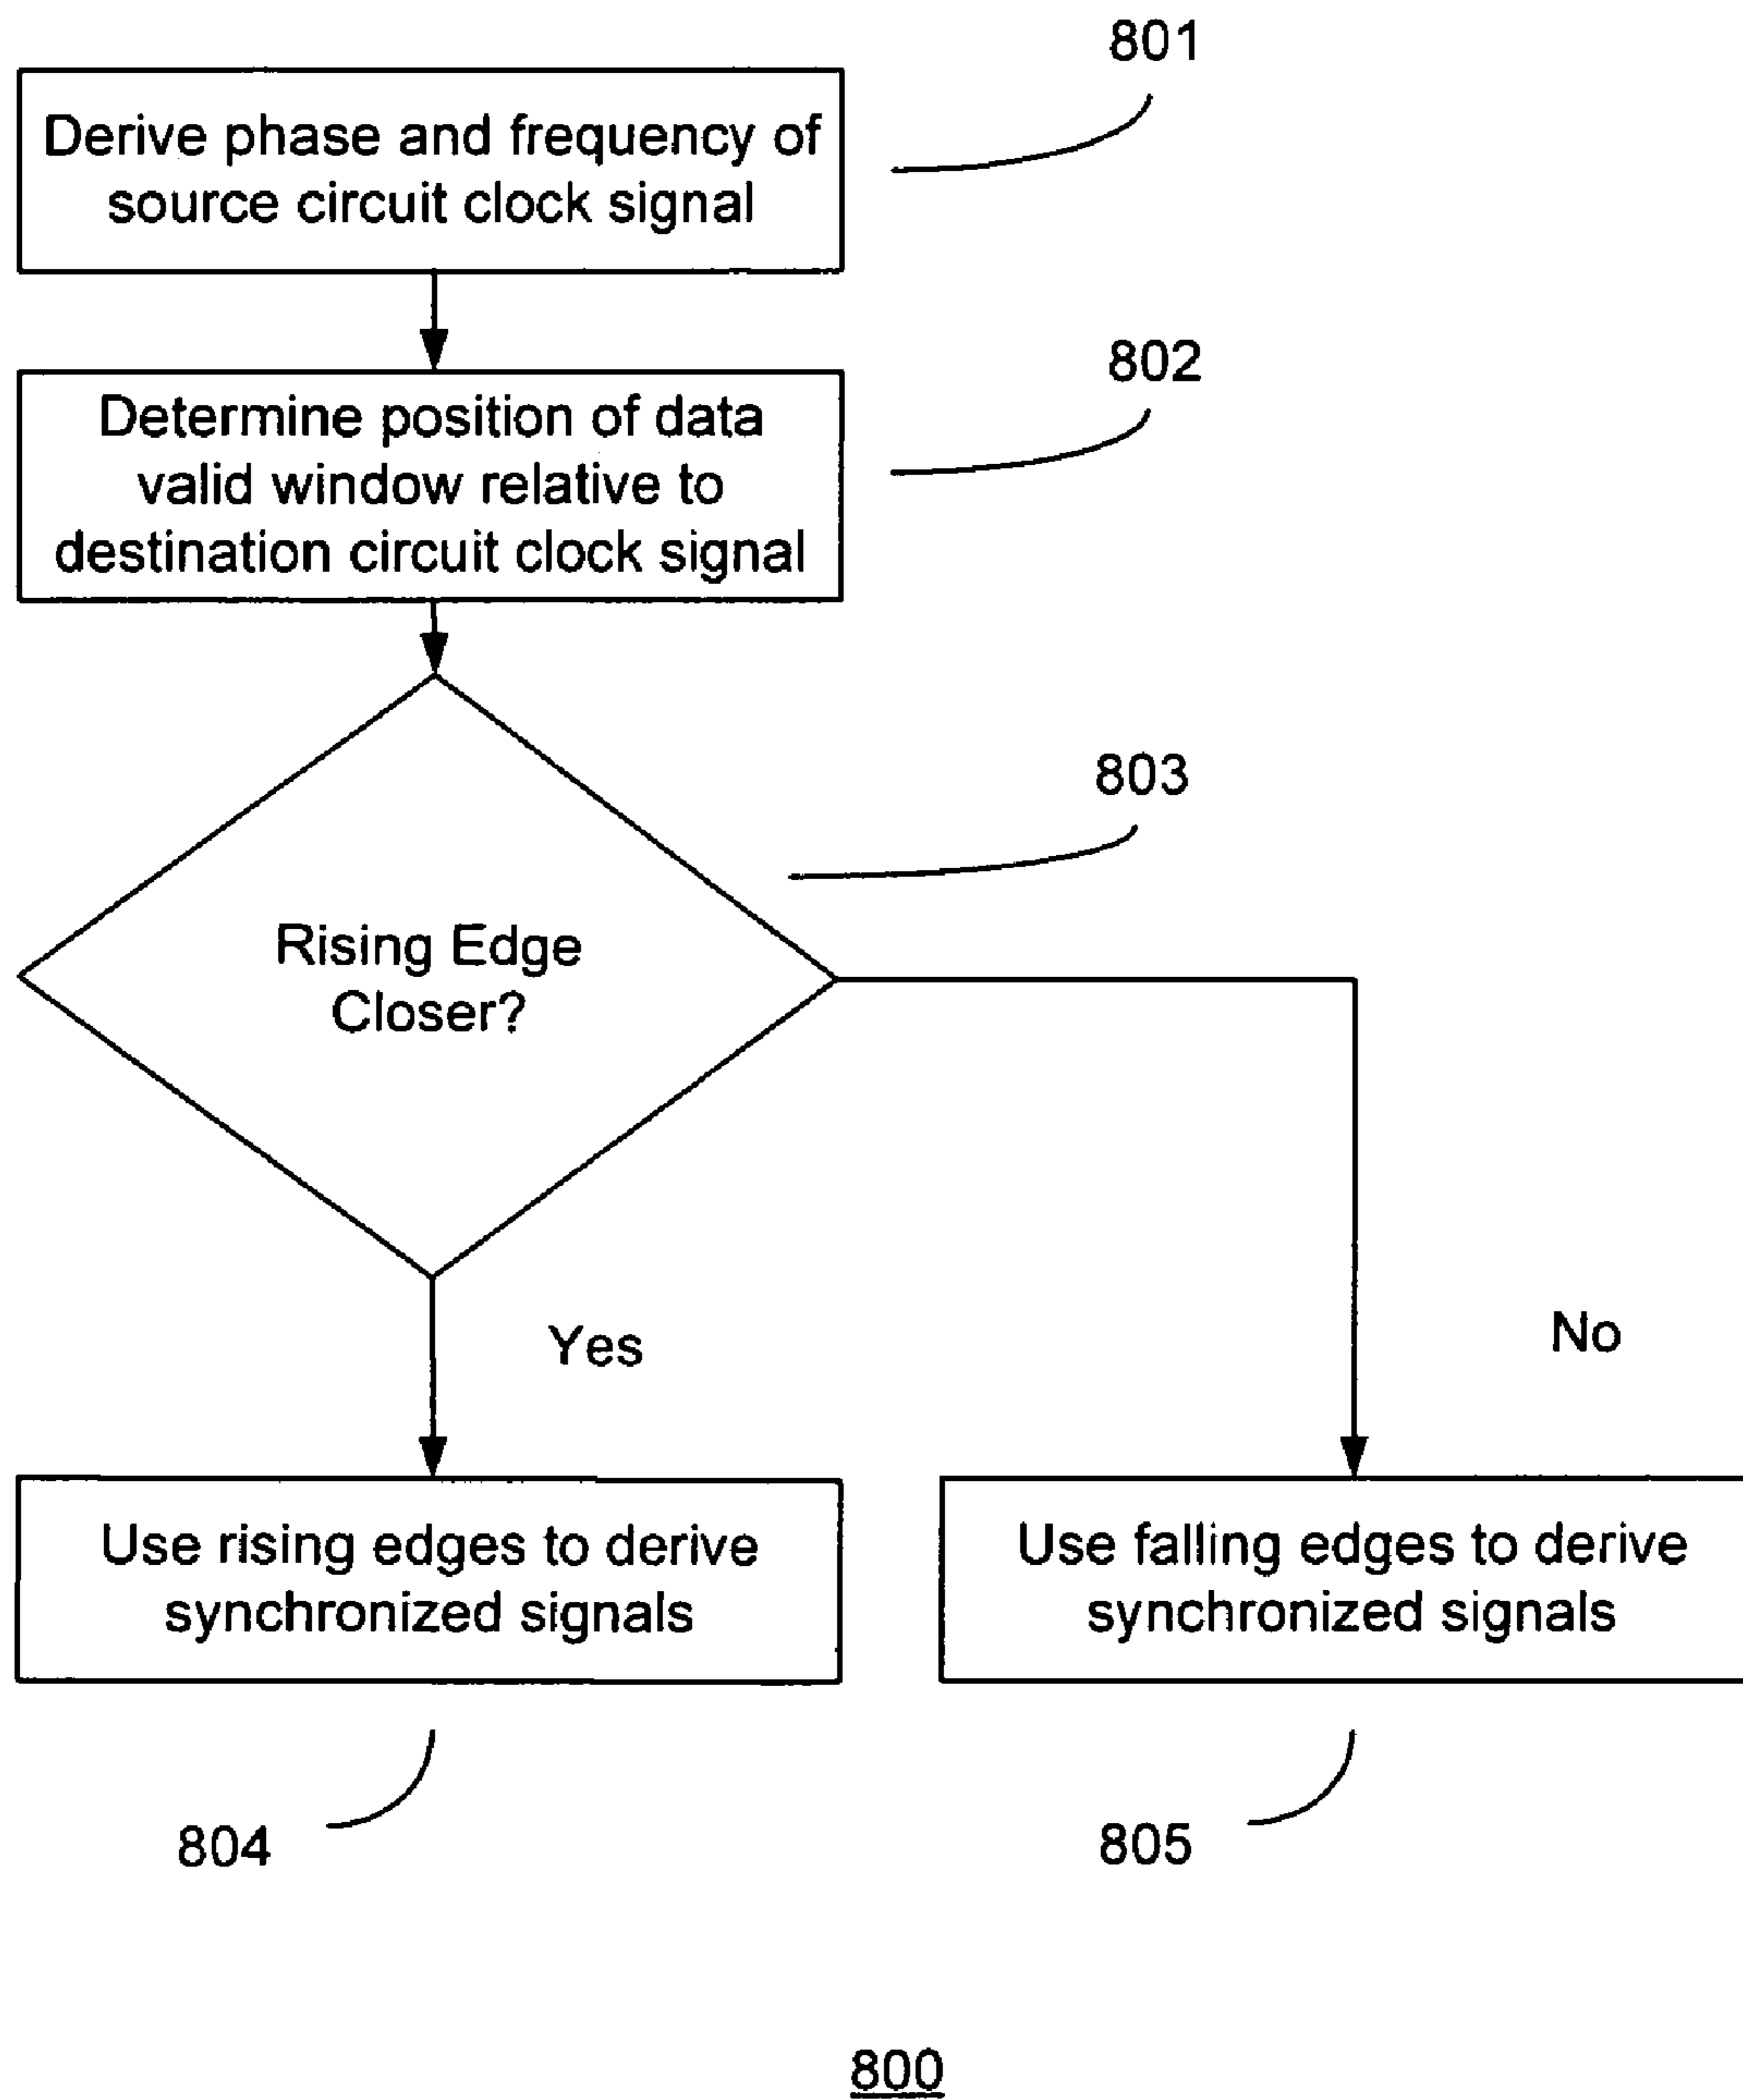 801
Derive phase and frequency of
source circuit clock signal
802
Determine position of data
valid window relative to
destination circuit clock signal
803
Rising Edge
Closer?
Yes
No
Use rising edges to derive
synchronized signals
Use falling edges to derive
synchronized signals
804
805
800